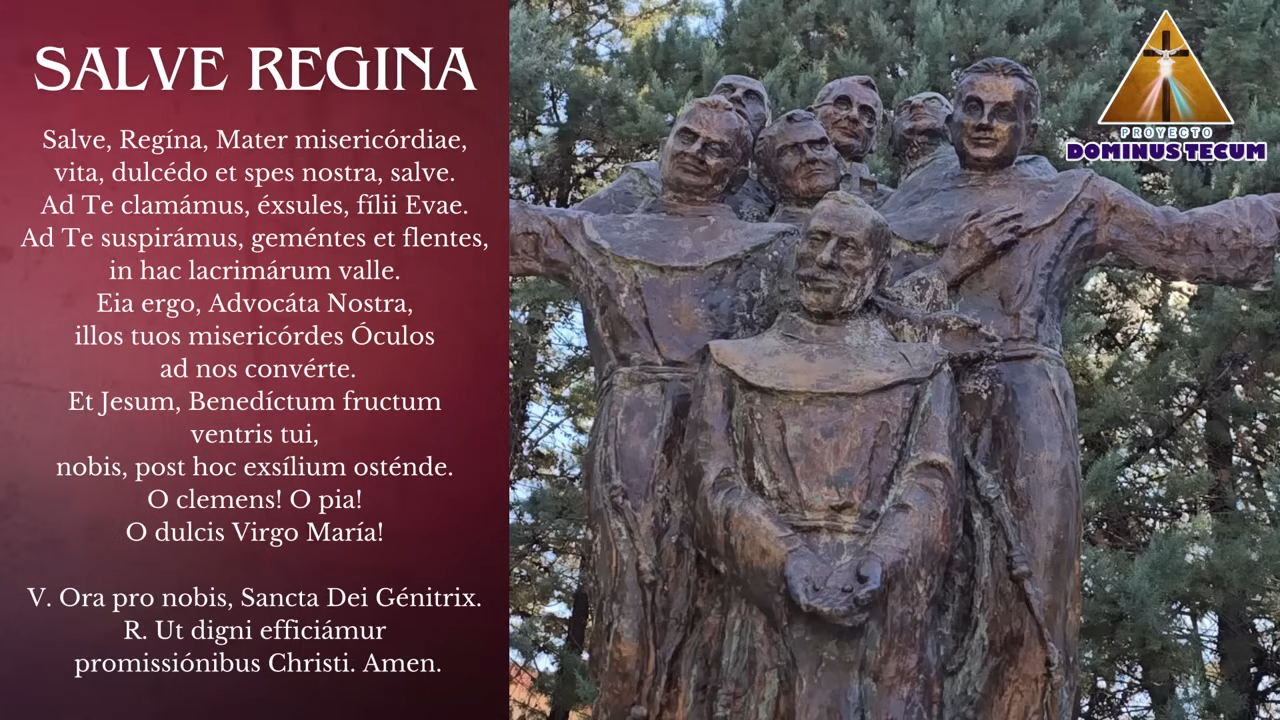 SALVE REGINA
Salve, Regína, Mater misericórdiae,
vita, dulcédo et spes nostra, salve.
Ad Te clamámus, éxsules, fílii Evae.
Ad Te suspirámus, geméntes et flentes,
in hac lacrimárum valle.
Eia ergo, Advocáta Nostra,
illos tuos misericórdes Óculos
ad nos convérte.
Et Jesum, Benedíctum fructum
ventris tui,
nobis, post hoc exsílium osténde.
O clemens! O pia!
O dulcis Virgo María!
V. Ora pro nobis, Sancta Dei Génitrix.
R. Ut digni efficiámur
promissiónibus Christi. Amen.
PROYECTO
DOMINUS TECUM